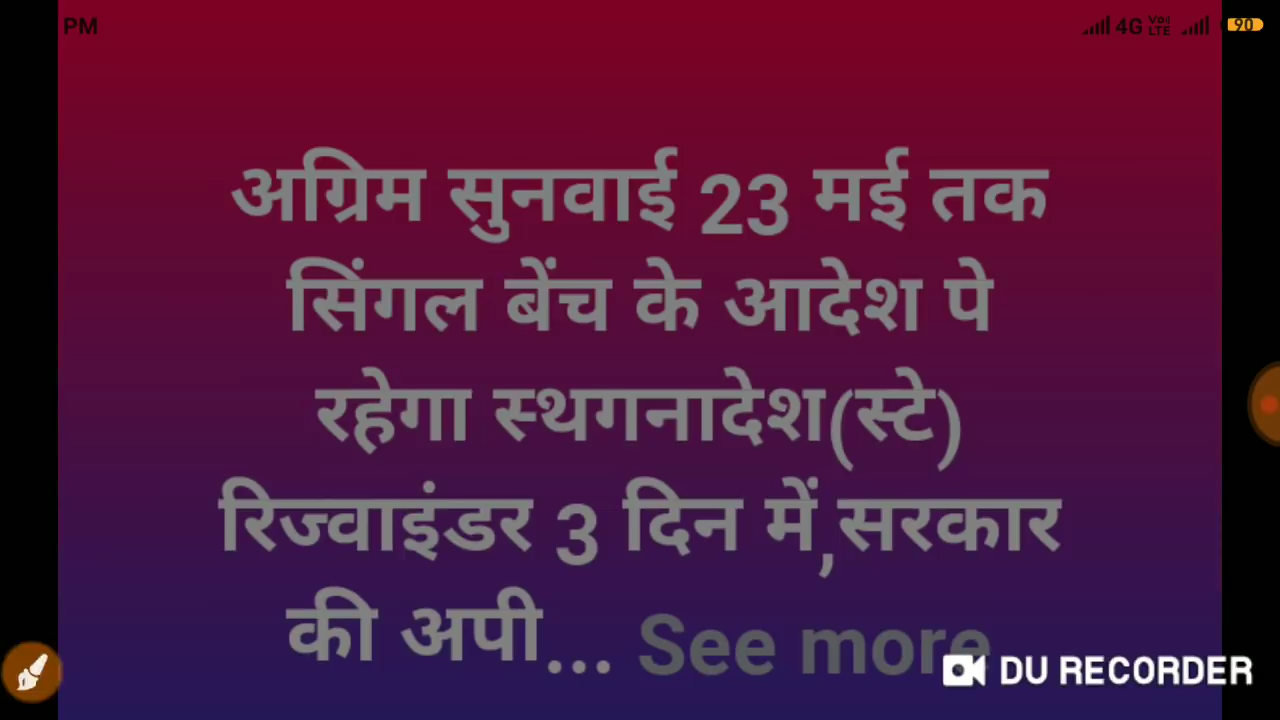 PM 4G VoLTE 90
अग्रिम सुनवाई 23 मई तक
सिंगल बेंच के आदेश पे
रहेगा स्थगनादेश(स्टे)
रिज्वाइंडर 3 दिन में,सरकार
की अपी... See more
DU RECORDER